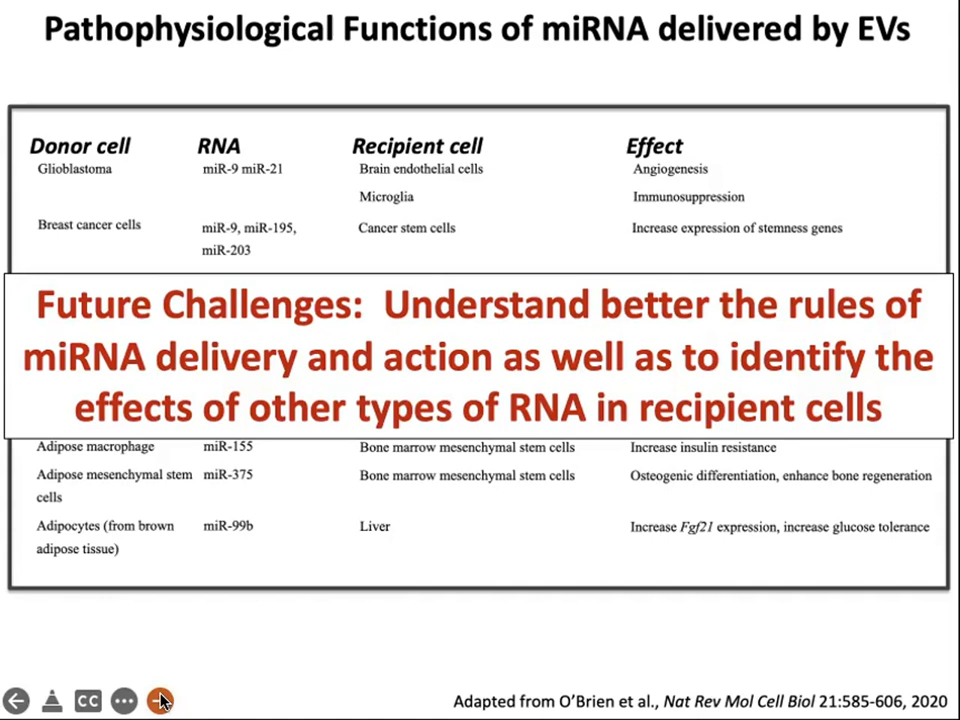 Pathophysiological Functions of miRNA delivered by EVs
Donor cell RNA Recipient cell Effect
Glioblastoma miR-9 miR-21 Brain endothelial cells Angiogenesis
Microglia Immunosuppression
Breast cancer cells miR-9, miR-195, Cancer stem cells Increase expression of stemness genes
miR-203
Future Challenges: Understand better the rules of
miRNA delivery and action as well as to identify the
effects of other types of RNA in recipient cells
Adipose macrophage miR-155 Bone marrow mesenchymal stem cells Increase insulin resistance
Adipose mesenchymal stem miR-375 Bone marrow mesenchymal stem cells Osteogenic differentiation, enhance bone regeneration
cells
Adipocytes (from brown miR-99b Liver Increase Fgf21 expression, increase glucose tolerance
adipose tissue)
CC
Adapted from O'Brien et al., Nat Rev Mol Cell Biol 21:585-606, 2020